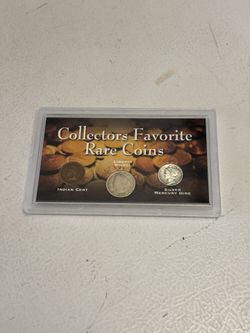 Collectors Favorite
Rare Coins
Liberty
Nickel
Indian Cent
Silver
Mercury Dime